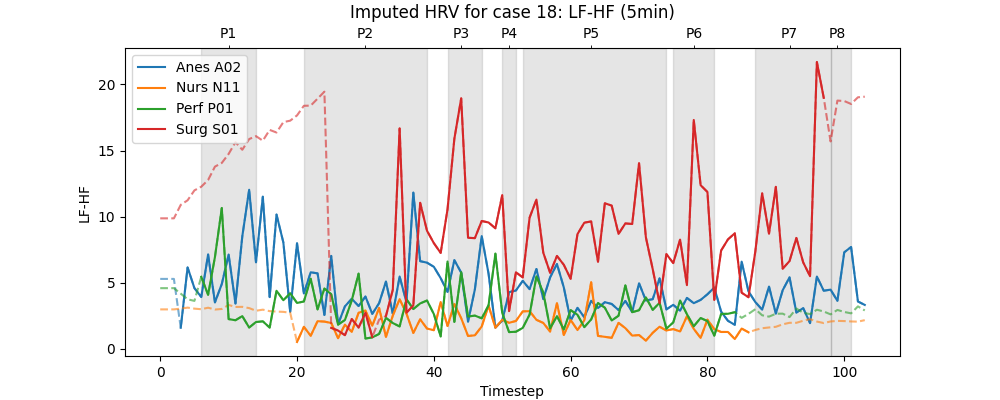 Imputed HRV for case 18: LF-HF (5min)
P1 P2 P3 P4 P5 P6 P7 P8
Anes A02
Nurs N11
Perf P01
Surg S01
LF-HF
20
15
10
5
0
0 20 40 60 80 100
Timestep